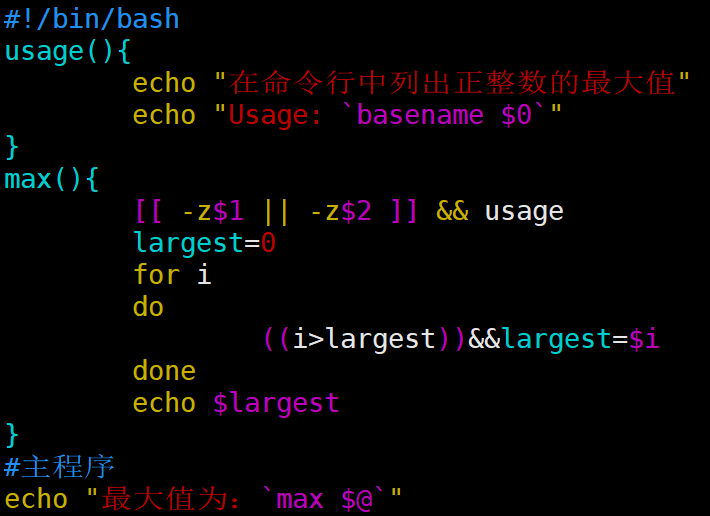 #!/bin/bash
usage(){
        echo "在命令行中列出正整数的最大值"
        echo "Usage: `basename $0`"
}
max(){
        [[ -z$1 || -z$2 ]] && usage
        largest=0
        for i
        do
                ((i>largest))&&largest=$i
        done
        echo $largest
}
#主程序
echo "最大值为：`max $@`"